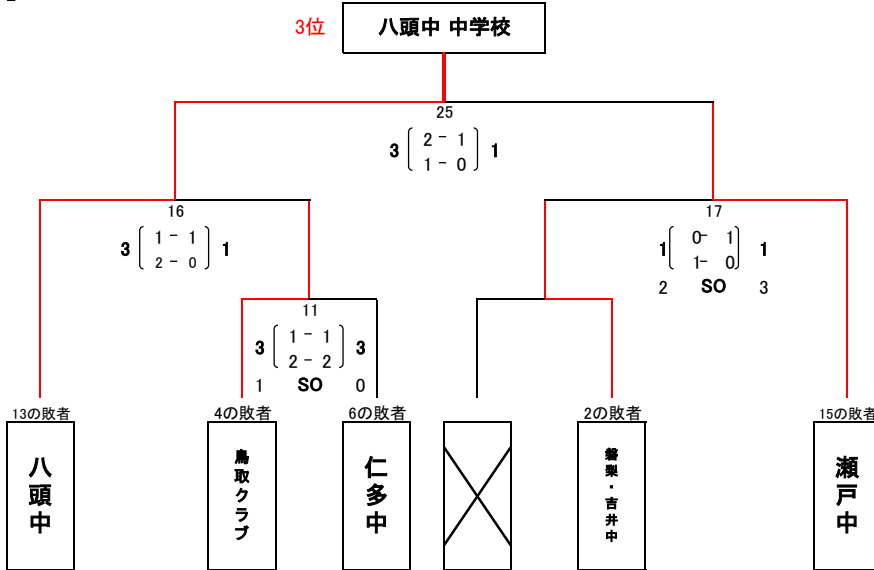 3位
八頭中 中学校
25
3 2 - 1 1
1 - 0
16
3 1 - 1 1
2 - 0
17
1 0- 1 1
1- 0
2 SO 3
11
3 1 - 1 3
2 - 2
1 SO 0
13の敗者
4の敗者
6の敗者
2の敗者
15の敗者
八頭中
鳥取クラブ
仁多中
磐梨・吉井中
瀬戸中